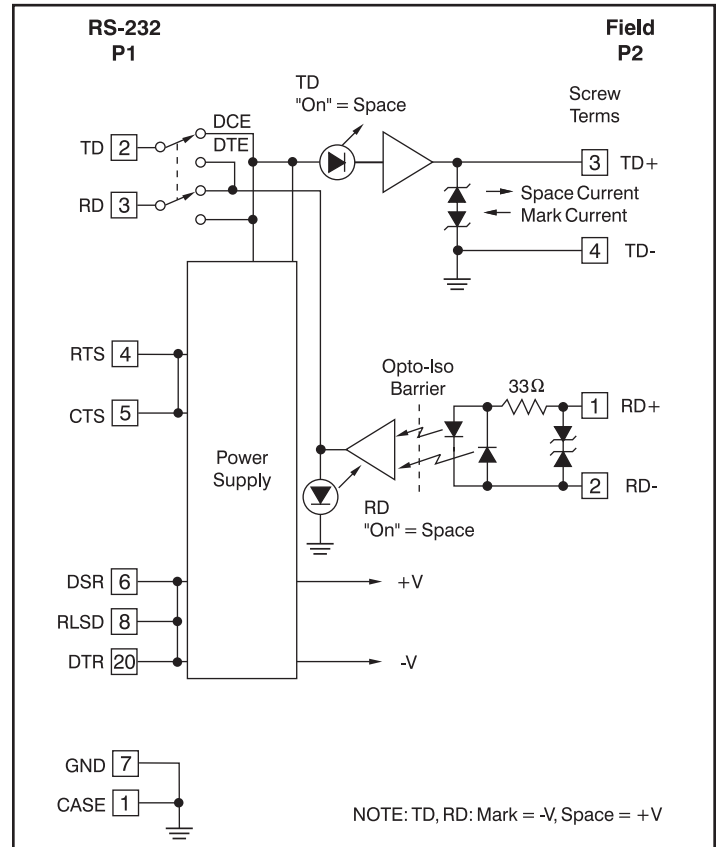 RS-232
P1
Field
P2
TD
"On" = Space
Screw
Terms
DCE
DTE
TD 2
RD 3
3 TD+
Space Current
Mark Current
4 TD-
RTS 4
CTS 5
Opto-Iso
Barrier
33Ω
1 RD+
2 RD-
Power
Supply
RD
"On" = Space
DSR 6
RLSD 8
DTR 20
+V
-V
GND 7
CASE 1
NOTE: TD, RD: Mark = -V, Space = +V